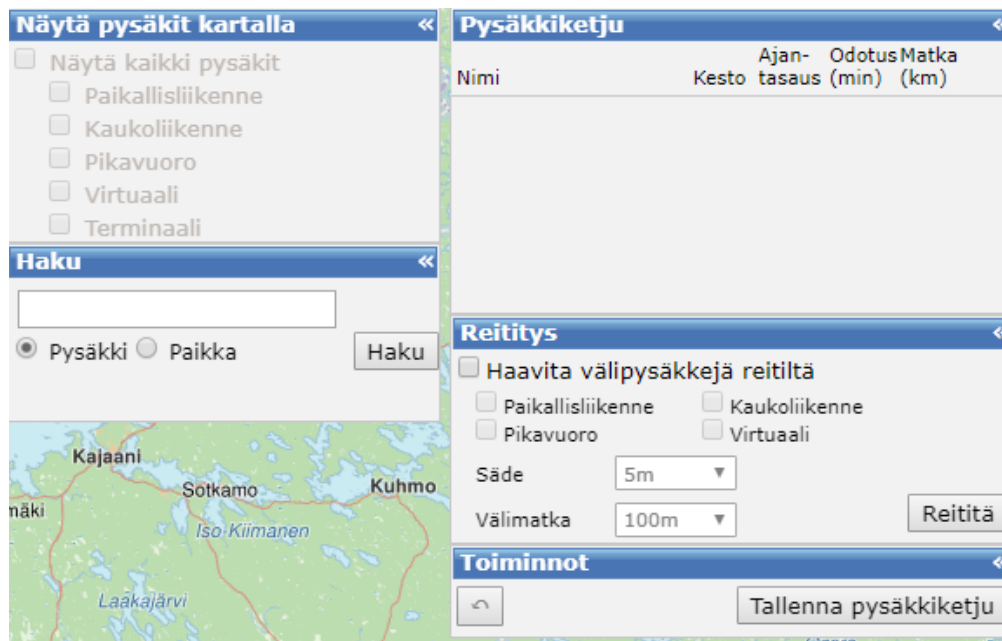 Näytä pysäkit kartalla «
Näytä kaikki pysäkit
Paikallisliikenne
Kaukoliikenne
Pikavuoro
Virtuaali
Terminaali
Haku «
Pysäkki Paikka Haku
Kajaani
Sotkamo
Kuhmo
mäki
Iso-Kiimanen
Laakajärvi
Pysäkkiketju «
Nimi Kesto Ajan-tasaus Odotus (min) Matka (km)
Reititys «
Haavita välipysäkkejä reitiltä
Paikallisliikenne Kaukoliikenne
Pikavuoro Virtuaali
Säde 5m
Välimatka 100m
Reititä
Toiminnot «
Tallenna pysäkkiketju